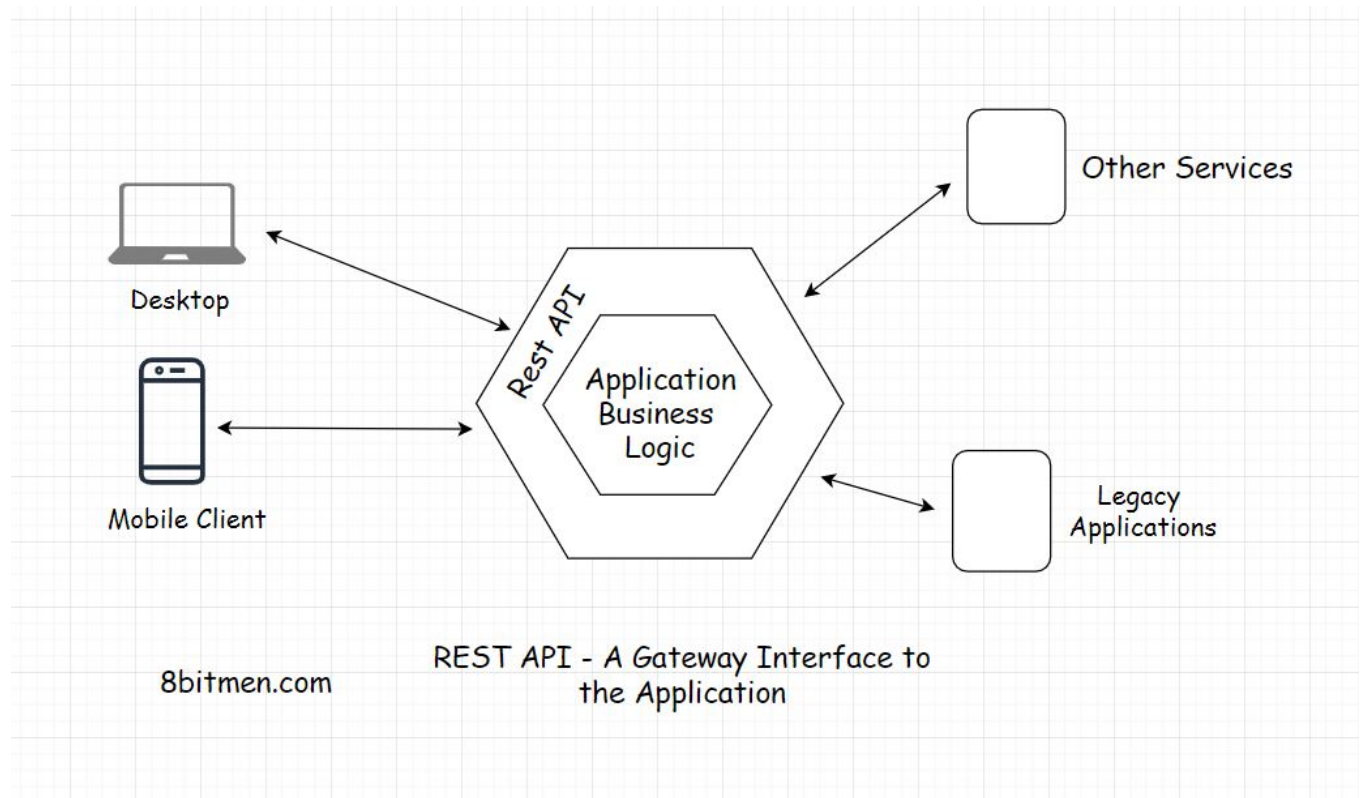 Other Services
Desktop
Rest API
Application
Business
Logic
Mobile Client
Legacy
Applications
REST API - A Gateway Interface to
the Application
8bitmen.com